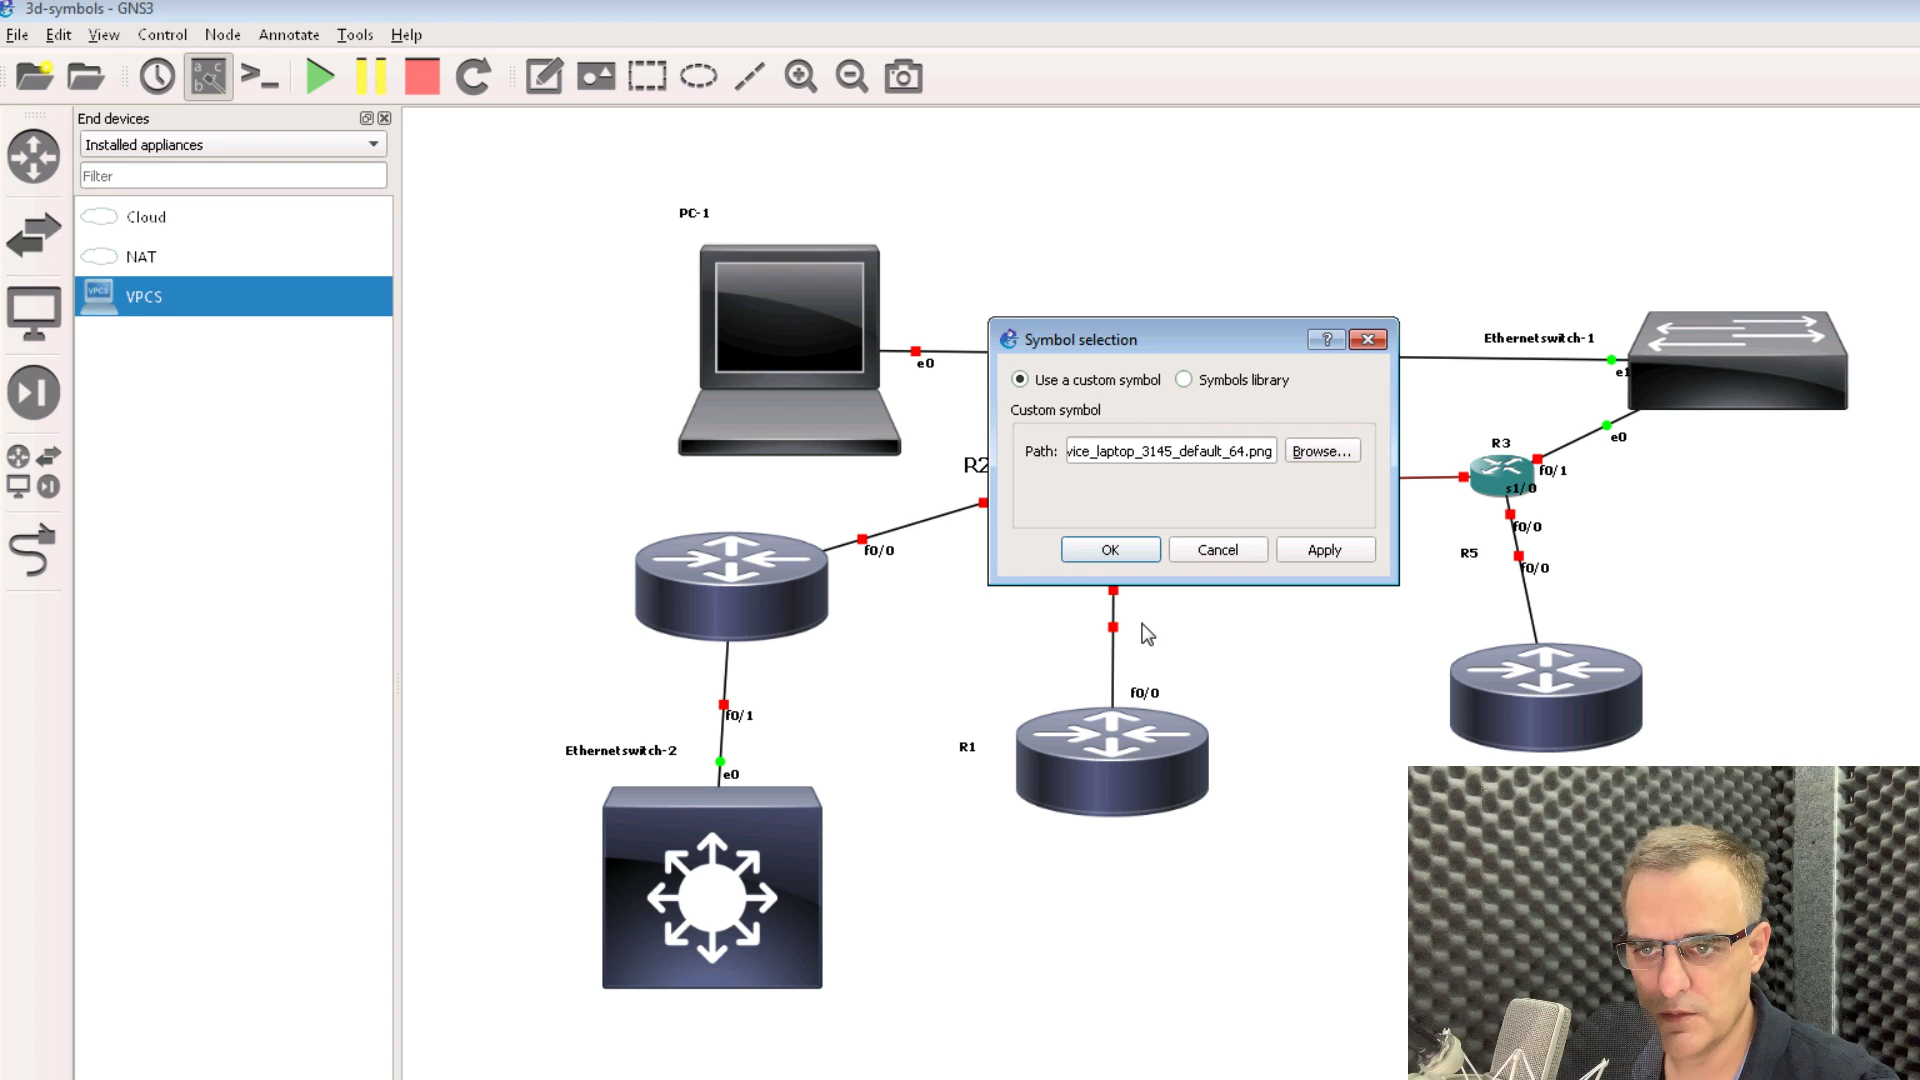 3d-symbols - GNS3
File Edit View Control Node Annotate Tools Help
End devices
Installed appliances
Filter
Cloud
NAT
VPCS
VPCS
PC-1
e0
R2
f0/0
f0/1
Ethernetswitch-2
e0
Symbol selection
Use a custom symbol Symbols library
Custom symbol
Path: vice_laptop_3145_default_64.png Browse...
OK Cancel Apply
f0/0
R1
Ethernetswitch-1
e1
e0
R3
f0/1
s1/0
f0/0
R5
f0/0